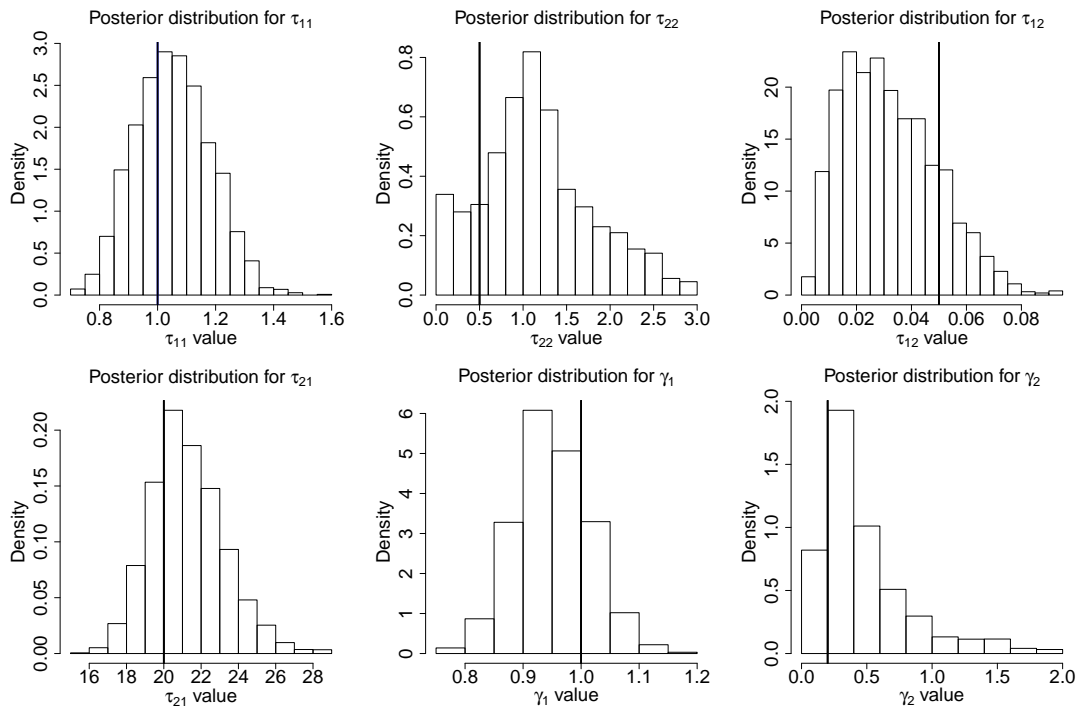 Posterior distribution for τ₁₁
Density
0.0 0.5 1.0 1.5 2.0 2.5 3.0
0.8 1.0 1.2 1.4 1.6
τ₁₁ value
Posterior distribution for τ₂₂
Density
0.0 0.2 0.4 0.6 0.8
0.0 0.5 1.0 1.5 2.0 2.5 3.0
τ₂₂ value
Posterior distribution for τ₁₂
Density
0 5 10 15 20
0.00 0.02 0.04 0.06 0.08
τ₁₂ value
Posterior distribution for τ₂₁
Density
0.00 0.05 0.10 0.15 0.20
16 18 20 22 24 26 28
τ₂₁ value
Posterior distribution for γ₁
Density
0 1 2 3 4 5 6
0.8 0.9 1.0 1.1 1.2
γ₁ value
Posterior distribution for γ₂
Density
0.0 0.5 1.0 1.5 2.0
0.0 0.5 1.0 1.5 2.0
γ₂ value